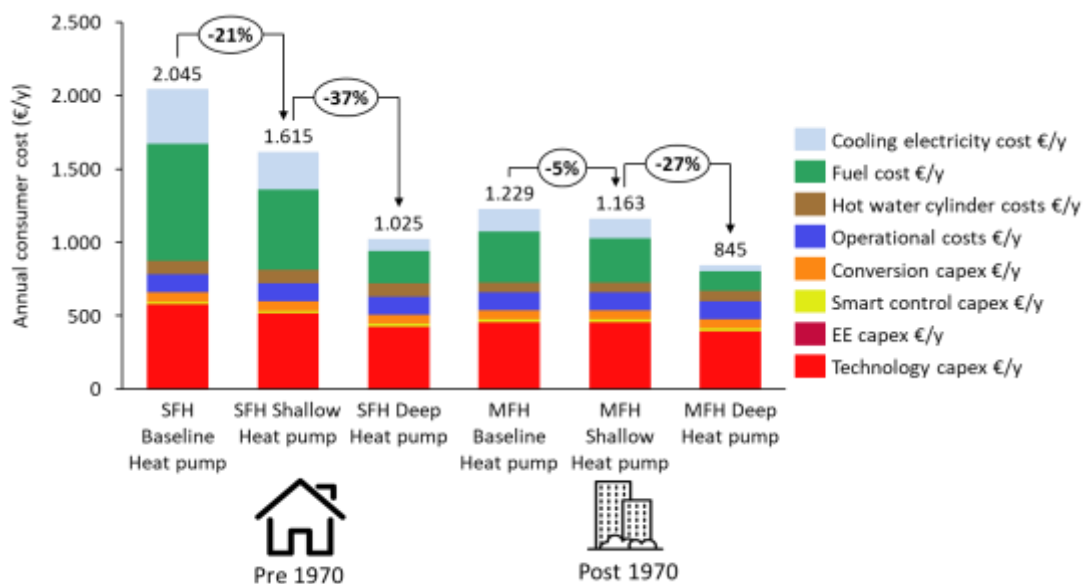 Annual consumer cost (€/y)
2.500
2.000
1.500
1.000
500
0
2.045
-21%
1.615
-37%
1.025
1.229
-5%
1.163
-27%
845
Cooling electricity cost €/y
Fuel cost €/y
Hot water cylinder costs €/y
Operational costs €/y
Conversion capex €/y
Smart control capex €/y
EE capex €/y
Technology capex €/y
SFH
Baseline
Heat pump
SFH Shallow
Heat pump
SFH Deep
Heat pump
MFH
Baseline
Heat pump
MFH
Shallow
Heat pump
MFH Deep
Heat pump
Pre 1970
Post 1970